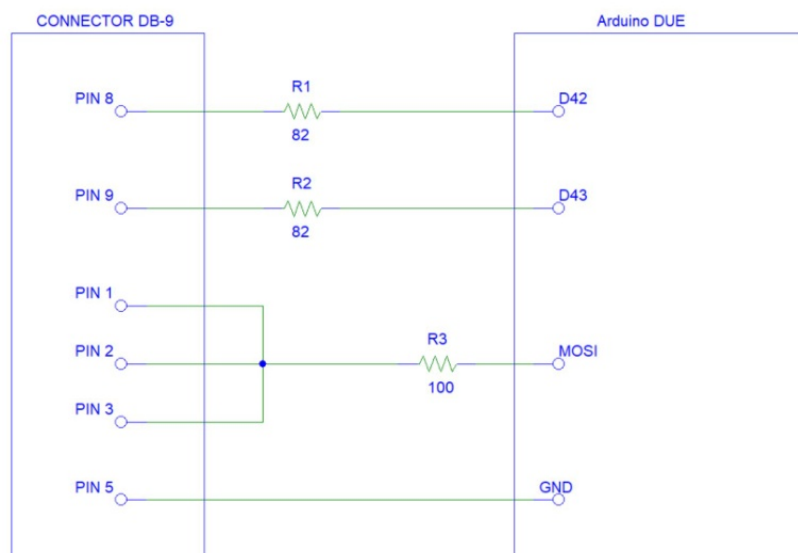 CONNECTOR DB-9
Arduino DUE
PIN 8
R1
82
D42
PIN 9
R2
82
D43
PIN 1
PIN 2
R3
100
MOSI
PIN 3
PIN 5
GND